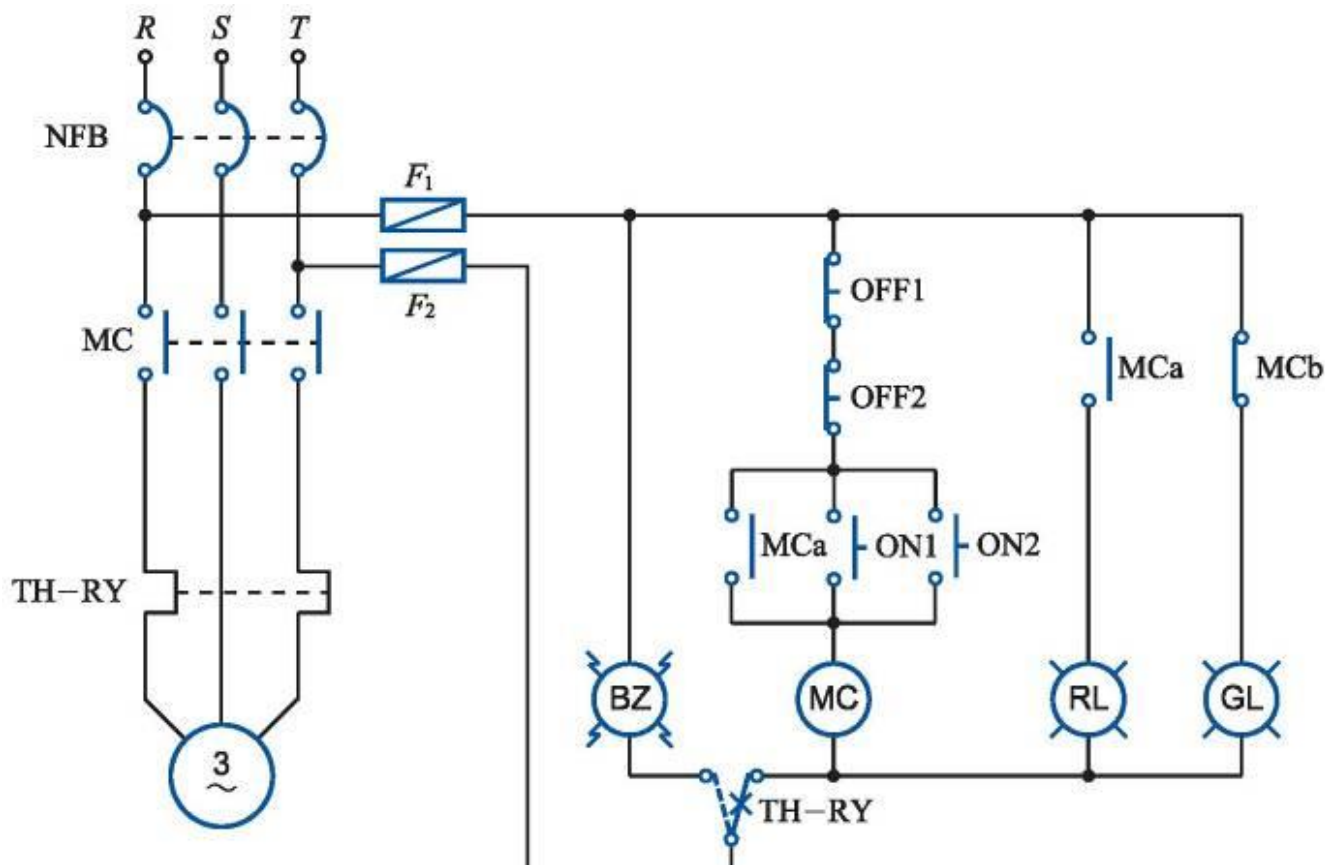 R S T
NFB
F₁
F₂
OFF1
MC
MCa
MCb
OFF2
MCa
ON1
ON2
TH–RY
BZ
MC
RL
GL
3
~
TH–RY